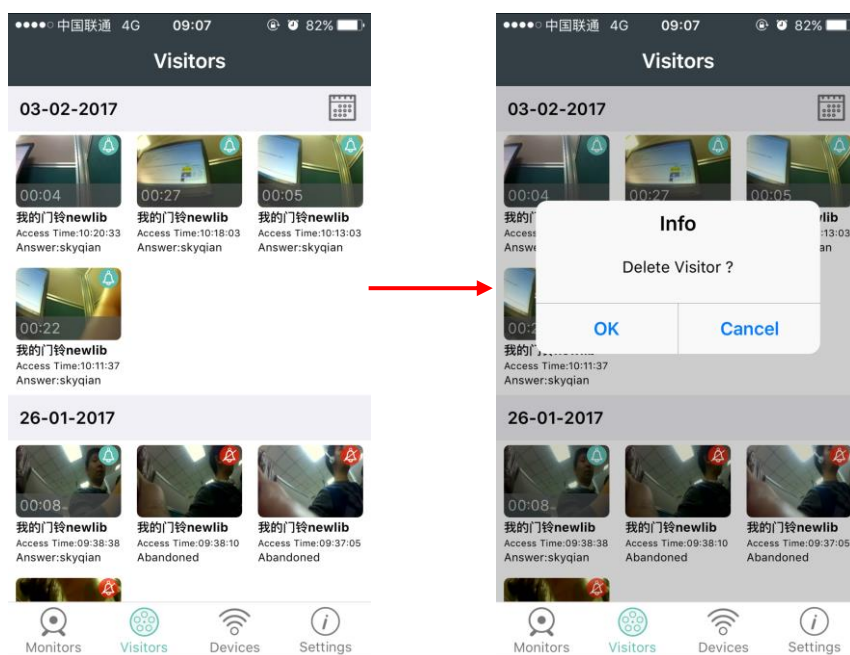 中国联通 4G 09:07 82%
Visitors
03-02-2017
00:04 00:27 00:05
我的门铃newlib 我的门铃newlib 我的门铃newlib
Access Time:10:20:33 Access Time:10:18:03 Access Time:10:13:03
Answer:skyqian Answer:skyqian Answer:skyqian
00:22
我的门铃newlib
Access Time:10:11:37
Answer:skyqian
26-01-2017
00:08
我的门铃newlib 我的门铃newlib 我的门铃newlib
Access Time:09:38:38 Access Time:09:38:10 Access Time:09:37:05
Answer:skyqian Abandoned Abandoned
Monitors Visitors Devices Settings
中国联通 4G 09:07 82%
Visitors
03-02-2017
00:04 00:27 00:05
Info
Delete Visitor ?
OK Cancel
Access Time:10:11:37
Answer:skyqian
26-01-2017
00:08
我的门铃newlib 我的门铃newlib 我的门铃newlib
Access Time:09:38:38 Access Time:09:38:10 Access Time:09:37:05
Answer:skyqian Abandoned Abandoned
Monitors Visitors Devices Settings